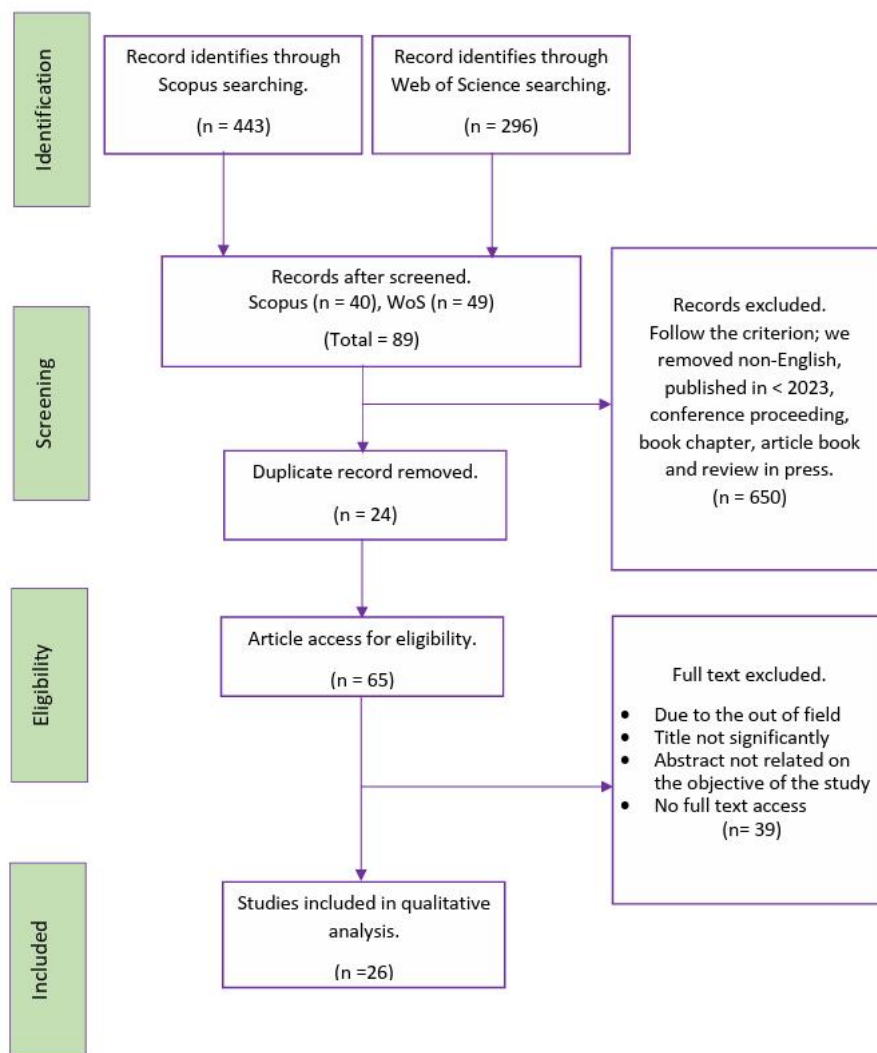 Identification
Record identifies through
Scopus searching.
(n = 443)
Record identifies through
Web of Science searching.
(n = 296)
Screening
Records after screened.
Scopus (n = 40), WoS (n = 49)
(Total = 89)
Records excluded.
Follow the criterion; we
removed non-English,
published in < 2023,
conference proceeding,
book chapter, article book
and review in press.
(n = 650)
Duplicate record removed.
(n = 24)
Eligibility
Article access for eligibility.
(n = 65)
Full text excluded.
• Due to the out of field
• Title not significantly
• Abstract not related on
the objective of the study
• No full text access
(n= 39)
Included
Studies included in qualitative
analysis.
(n =26)